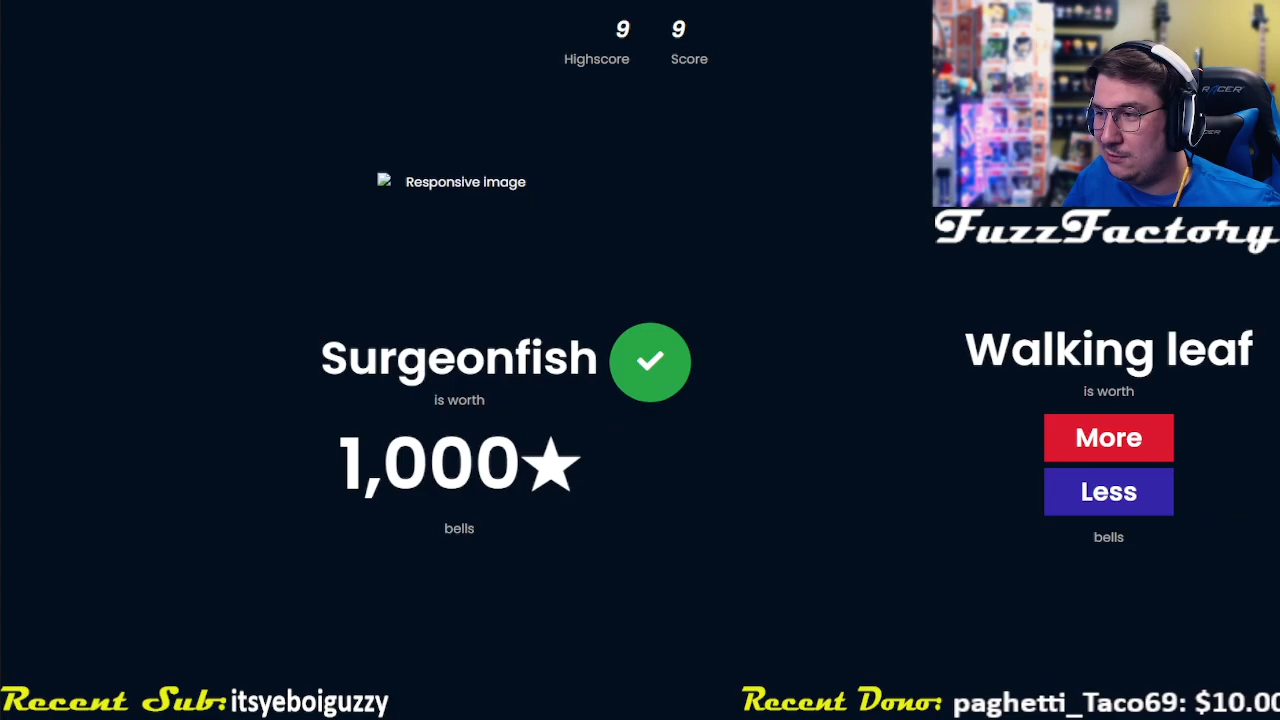 9 9
Highscore Score
Responsive image
RACER
FuzzFactory
Surgeonfish
is worth
1,000★
bells
Walking leaf
is worth
More
Less
bells
Recent Sub: itsyeboiguzzy
Recent Dono: paghetti_Taco69: $10.00